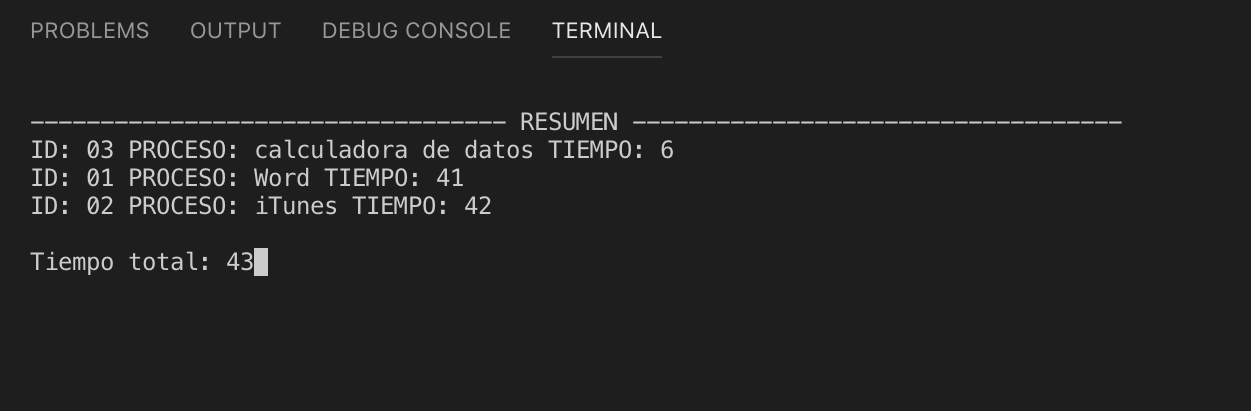 PROBLEMS OUTPUT DEBUG CONSOLE TERMINAL
---------------------------------- RESUMEN -----------------------------------
ID: 03 PROCESO: calculadora de datos TIEMPO: 6
ID: 01 PROCESO: Word TIEMPO: 41
ID: 02 PROCESO: iTunes TIEMPO: 42
Tiempo total: 43